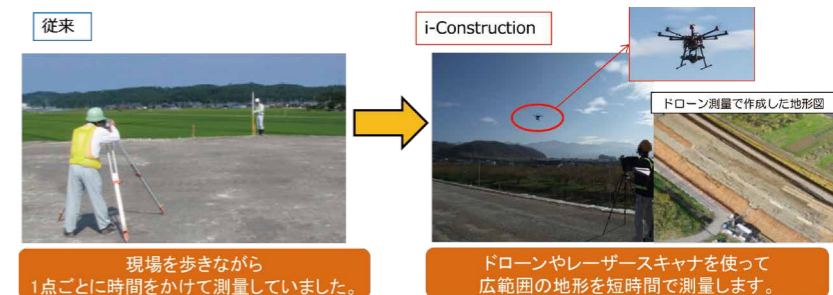 従来
i-Construction
ドローン測量で作成した地形図
現場を歩きながら
1点ごとに時間をかけて測量していました。
ドローンやレーザースキャナを使って
広範囲の地形を短時間で測量します。